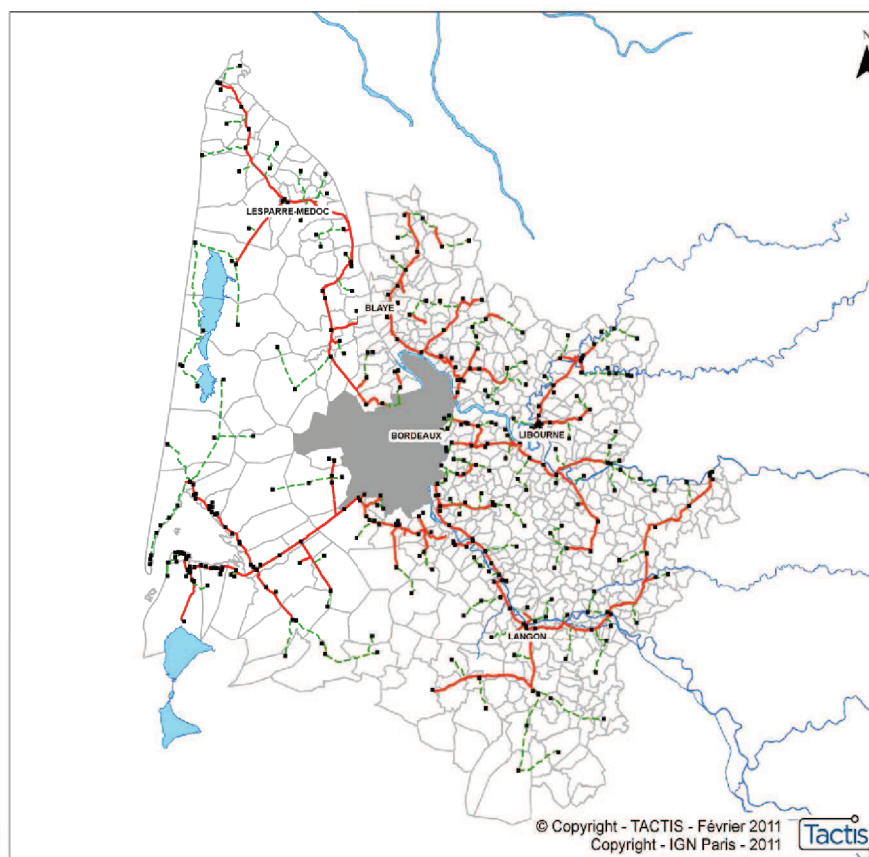 N
LESPARRE-MEDOC
BLAYE
BORDEAUX
LIBOURNE
LANGON
© Copyright - TACTIS - Février 2011
Copyright - IGN Paris - 2011
Tactis